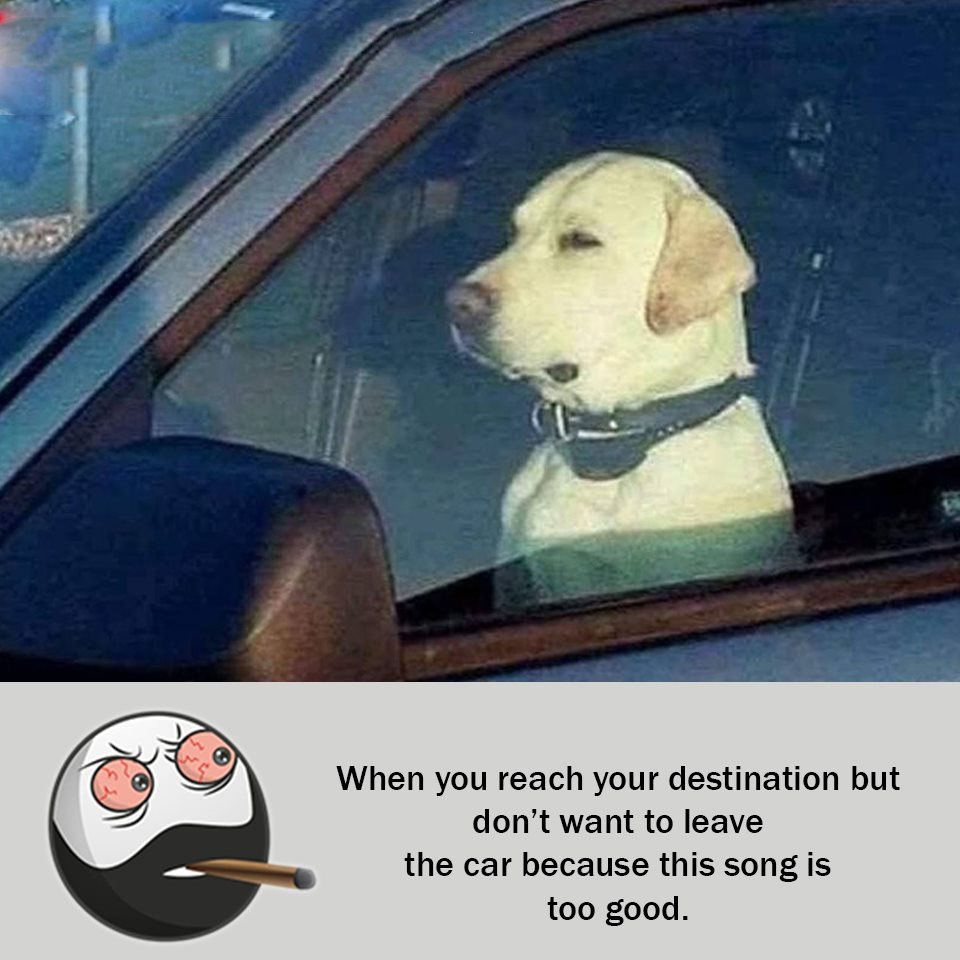 When you reach your destination but
don’t want to leave
the car because this song is
too good.